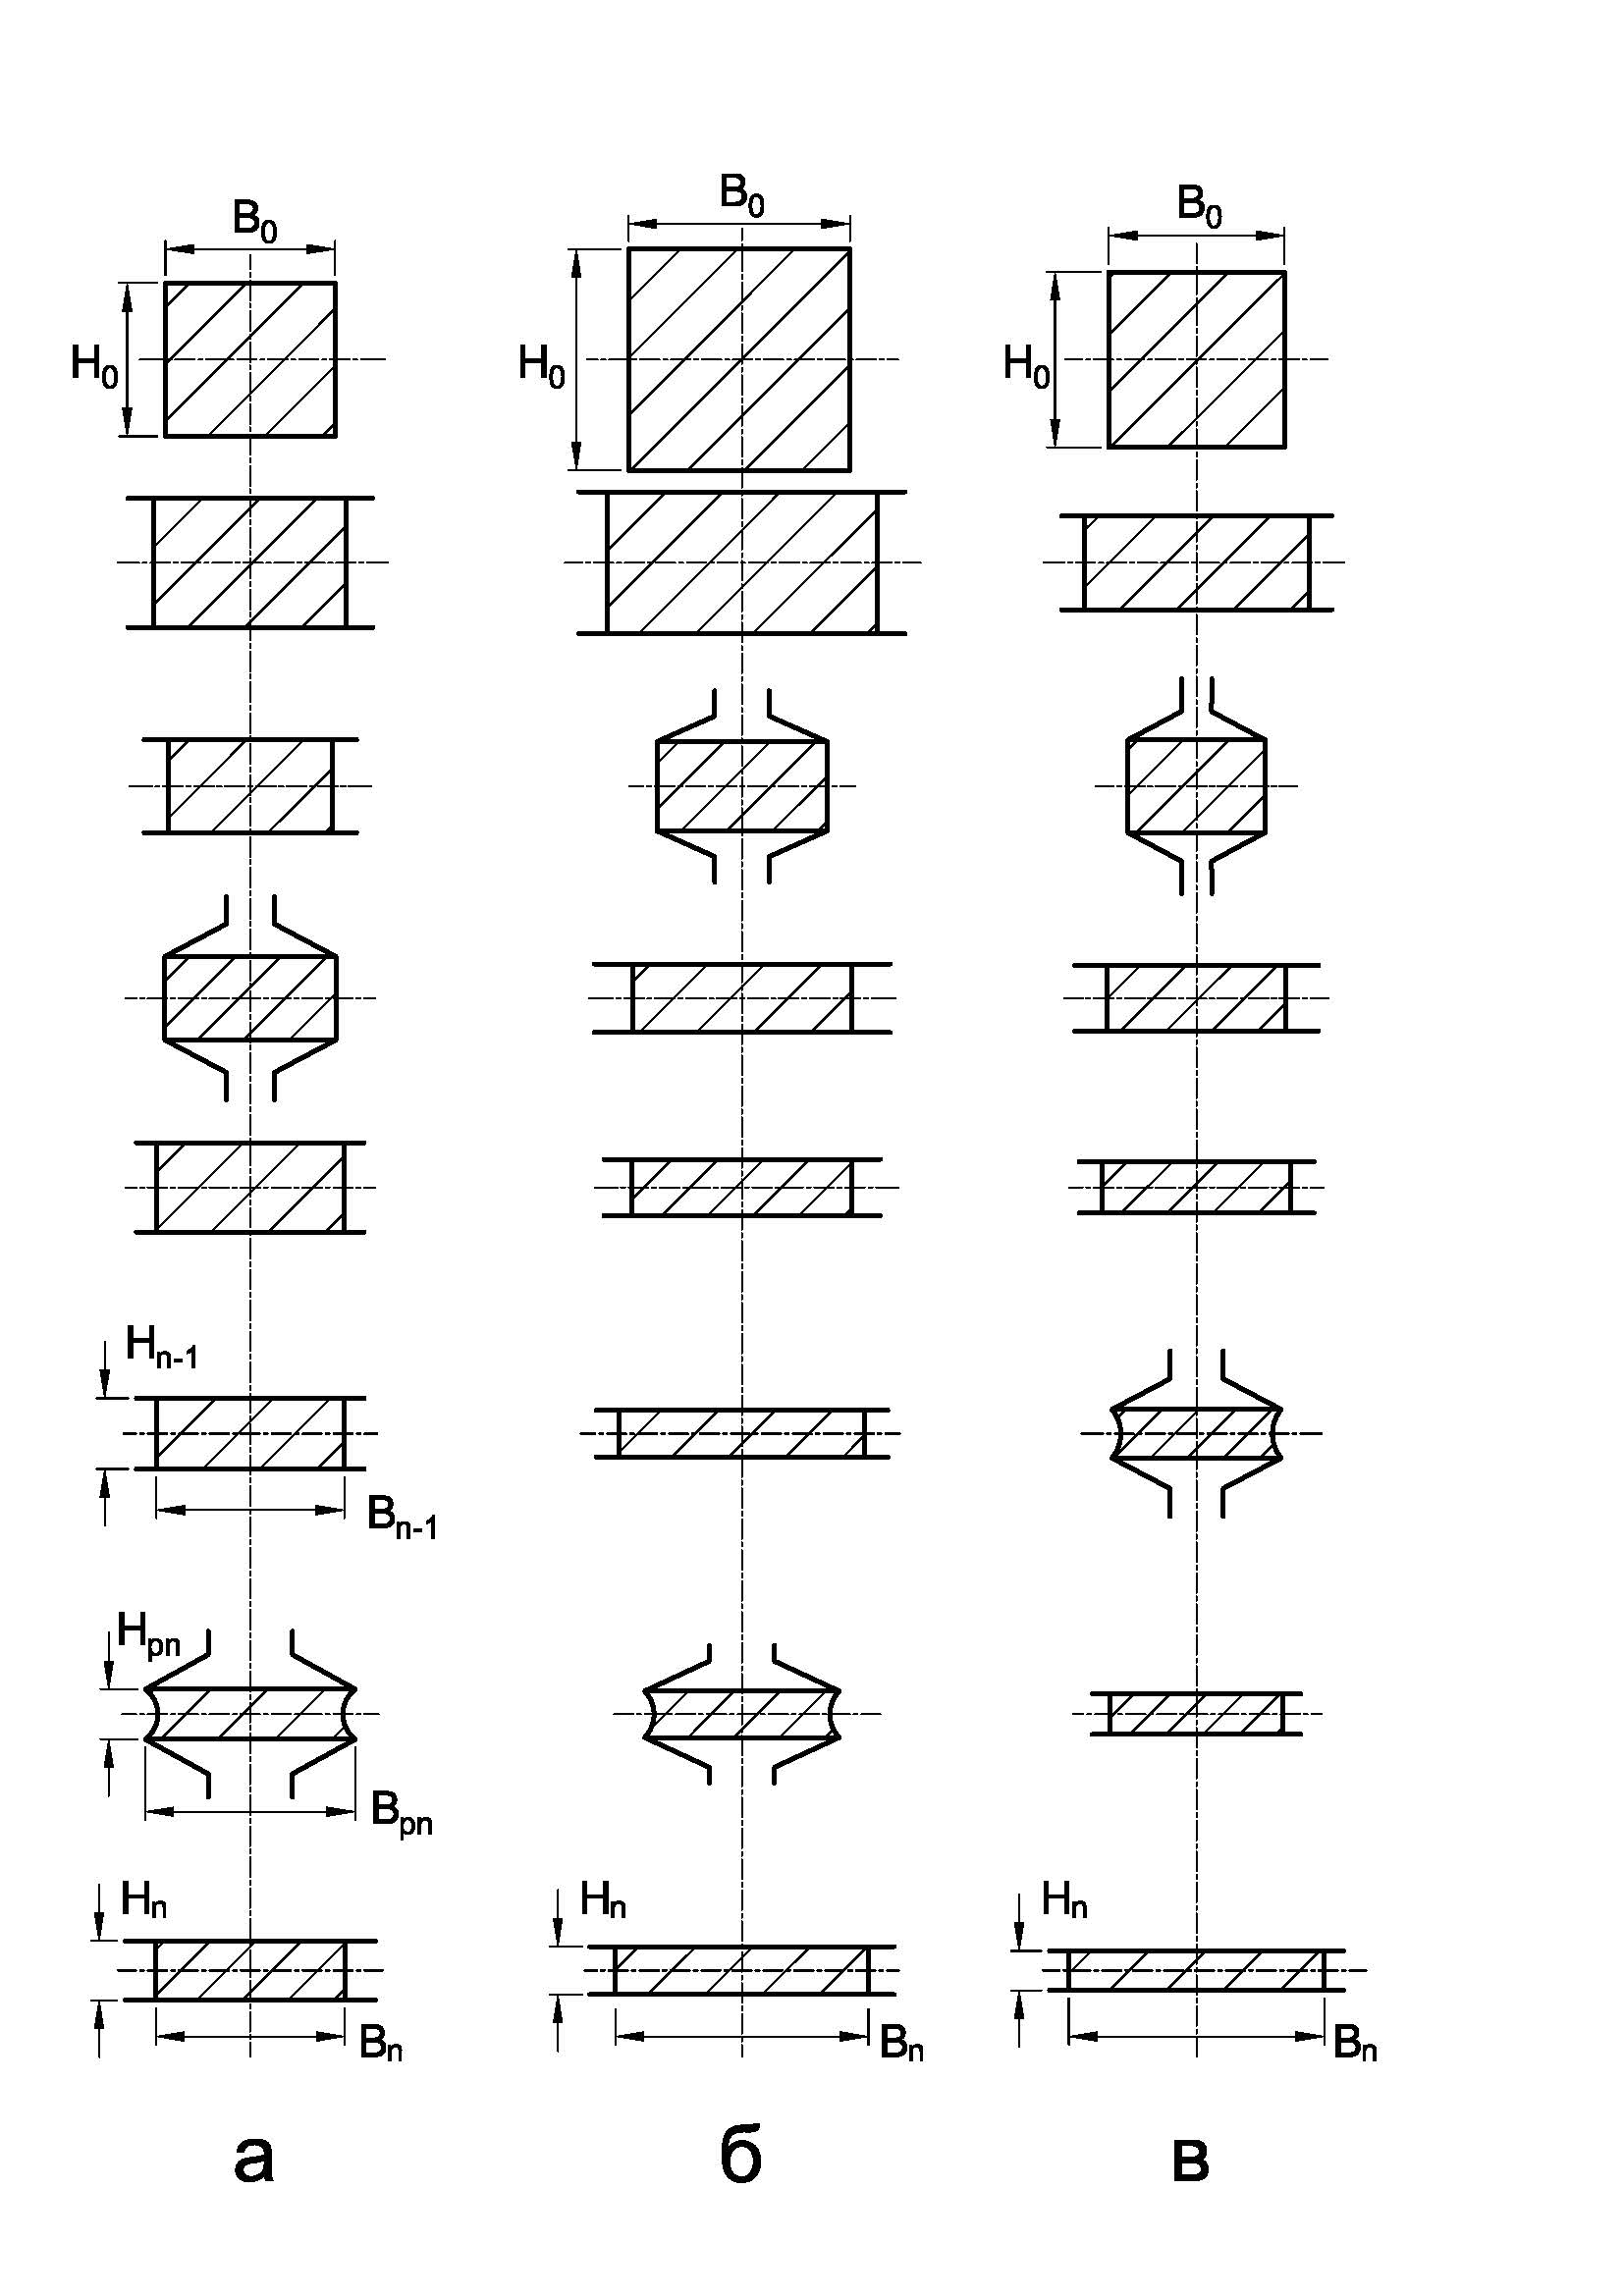 B₀
B₀
B₀
H₀
H₀
H₀
Hn-1
Bn-1
Hpn
Bpn
Hn
Hn
Hn
Bn
Bn
Bn
а
б
в